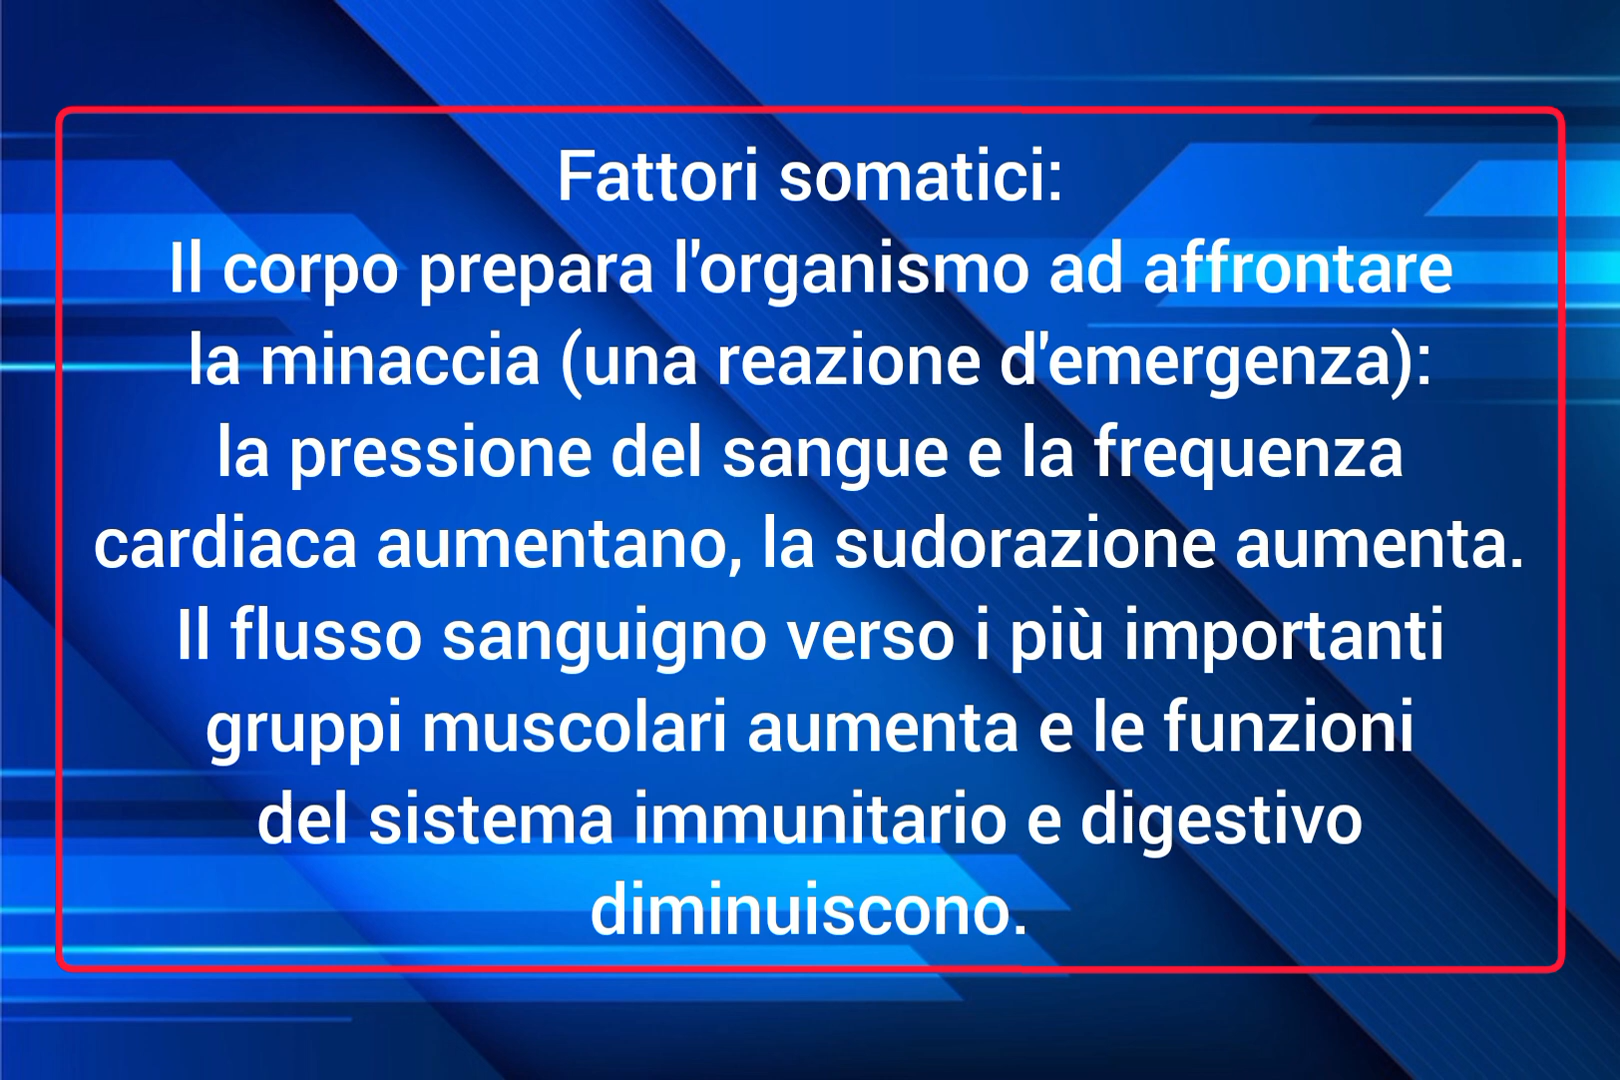 Fattori somatici:
Il corpo prepara l'organismo ad affrontare
la minaccia (una reazione d'emergenza):
la pressione del sangue e la frequenza
cardiaca aumentano, la sudorazione aumenta.
Il flusso sanguigno verso i più importanti
gruppi muscolari aumenta e le funzioni
del sistema immunitario e digestivo
diminuiscono.